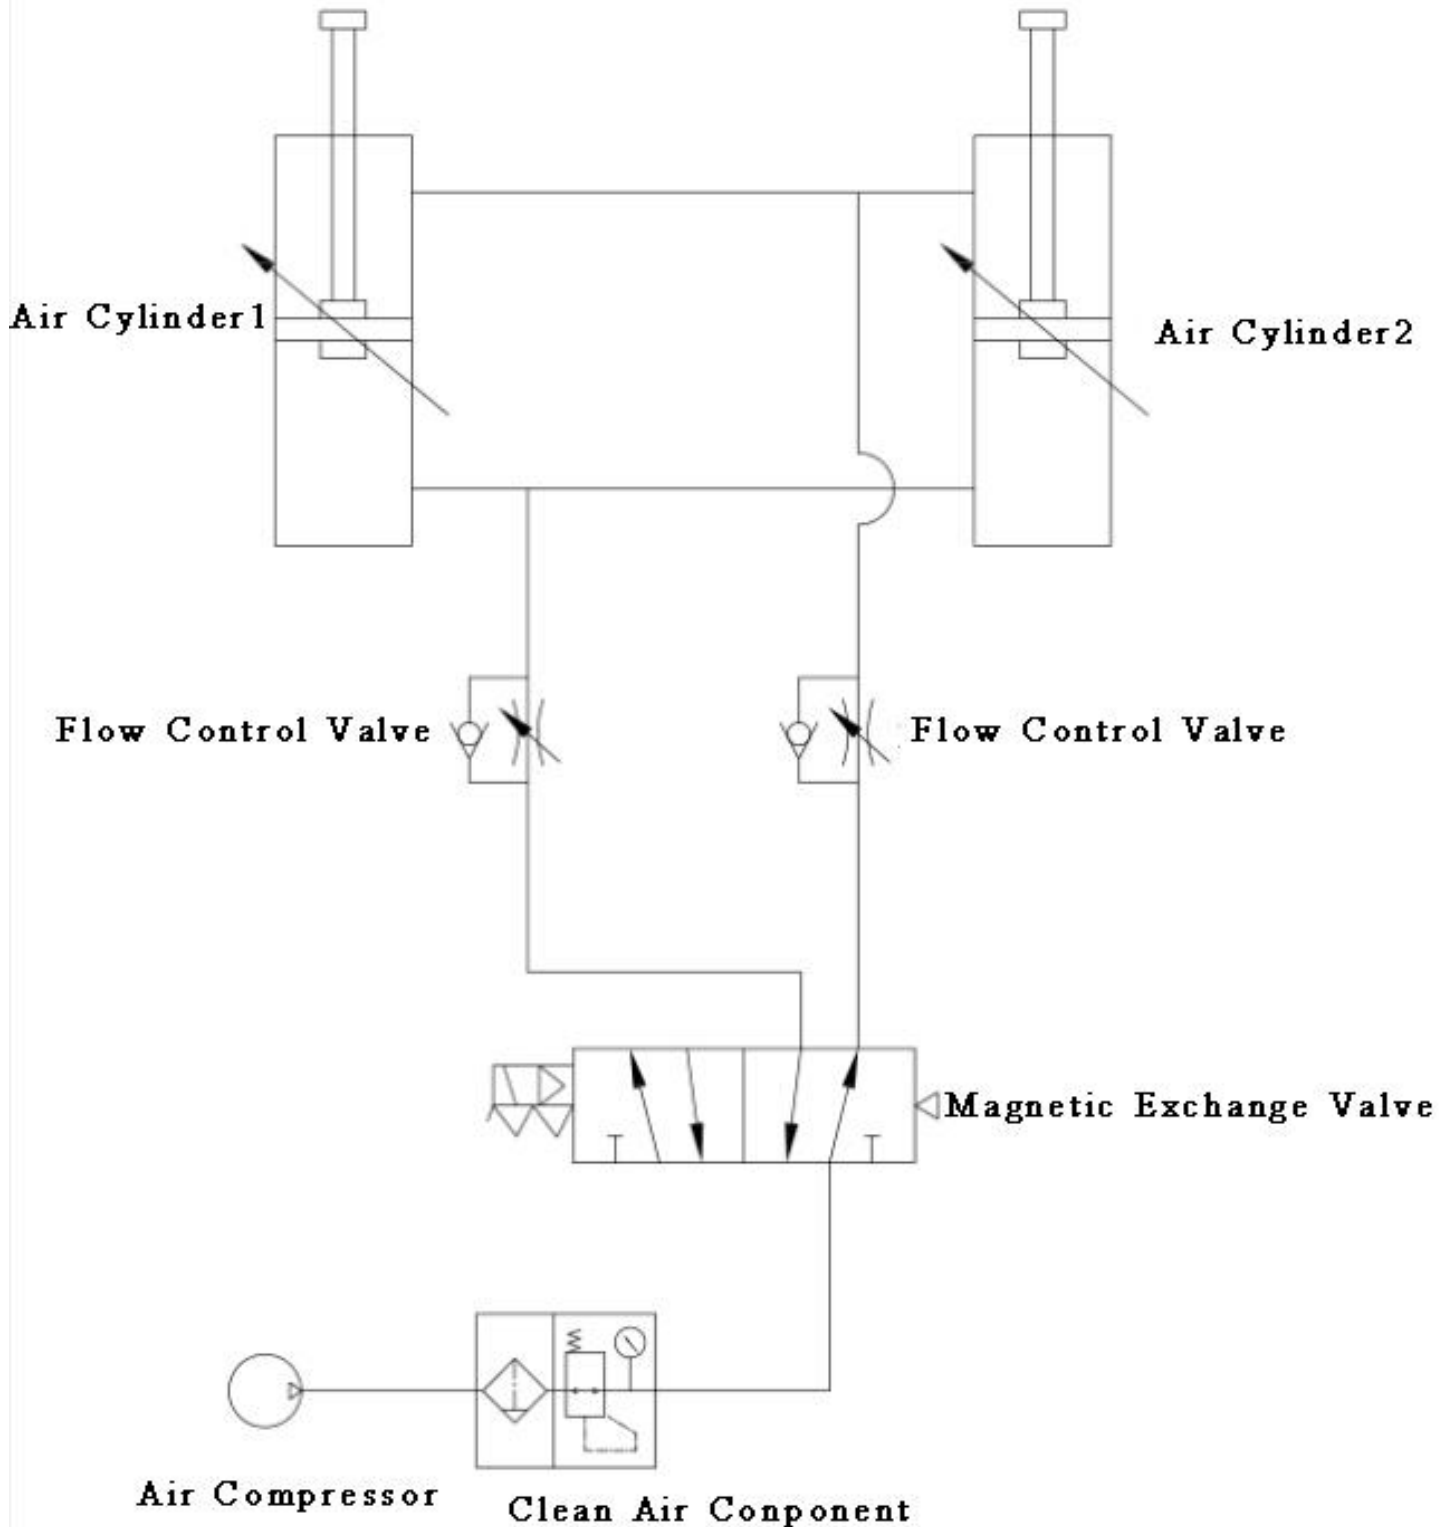 Air Cylinder1
Air Cylinder2
Flow Control Valve
Flow Control Valve
Magnetic Exchange Valve
Air Compressor
Clean Air Conponent